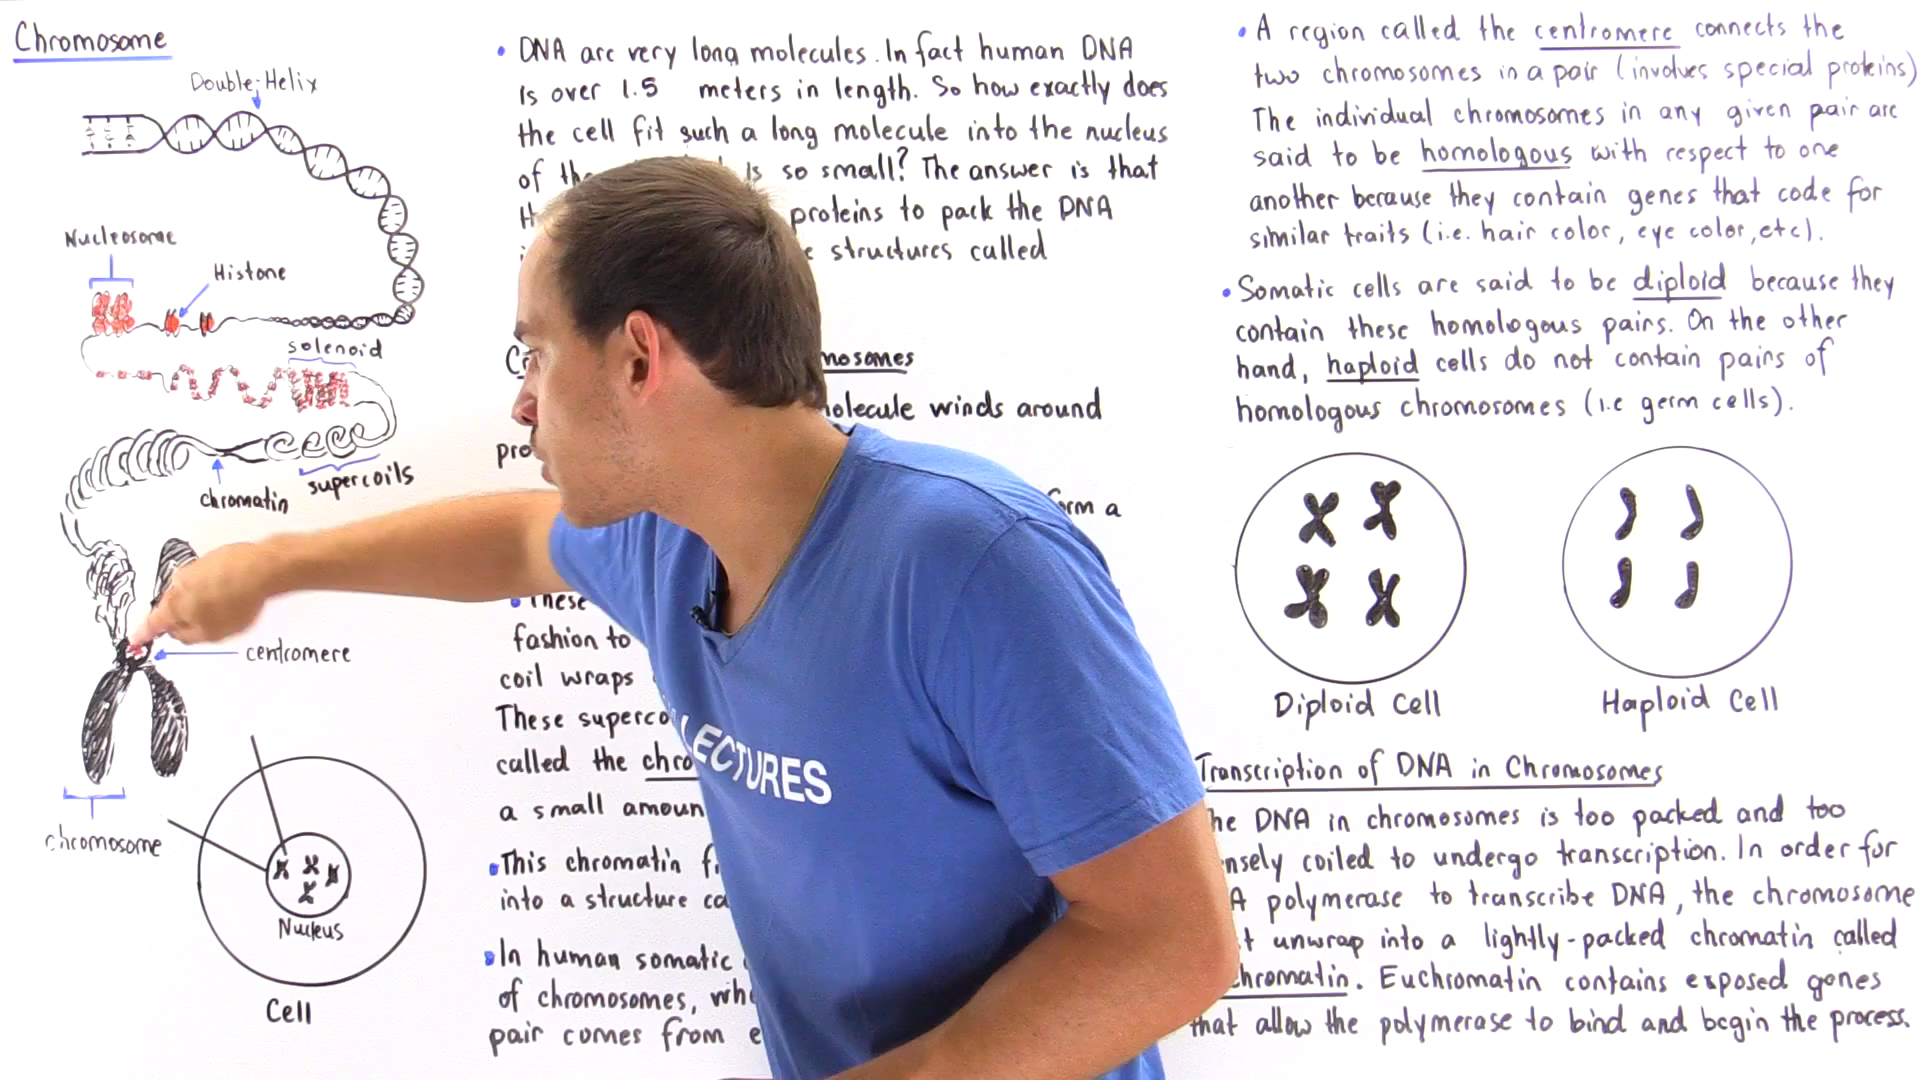 Chromosome
Double-Helix
Nucleosome
Histone
solenoid
supercoils
chromatin
centromere
chromosome
Nucleus
Cell
• DNA are very long molecules. In fact human DNA
is over 1.5 meters in length. So how exactly does
the cell fit such a long molecule into the nucleus
of the is so small? The answer is that
proteins to pack the DNA
structures called
winds around
form a
• These
fashion to
coil wraps
These superco
called the chro
a small amoun
• This chromatin
into a structure
• In human somatic
of chromosomes,
pair comes from
LECTURES
• A region called the centromere connects the
two chromosomes in a pair (involves special proteins)
The individual chromosomes in any given pair are
said to be homologous with respect to one
another because they contain genes that code for
similar traits (i.e. hair color, eye color, etc).
• Somatic cells are said to be diploid because they
contain these homologous pairs. On the other
hand, haploid cells do not contain pairs of
homologous chromosomes (i.e germ cells).
Diploid Cell
Haploid Cell
Transcription of DNA in Chromosomes
The DNA in chromosomes is too packed and too
nsely coiled to undergo transcription. In order for
A polymerase to transcribe DNA, the chromosome
t unwrap into a lightly-packed chromatin called
chromatin. Euchromatin contains exposed genes
that allow the polymerase to bind and begin the process.